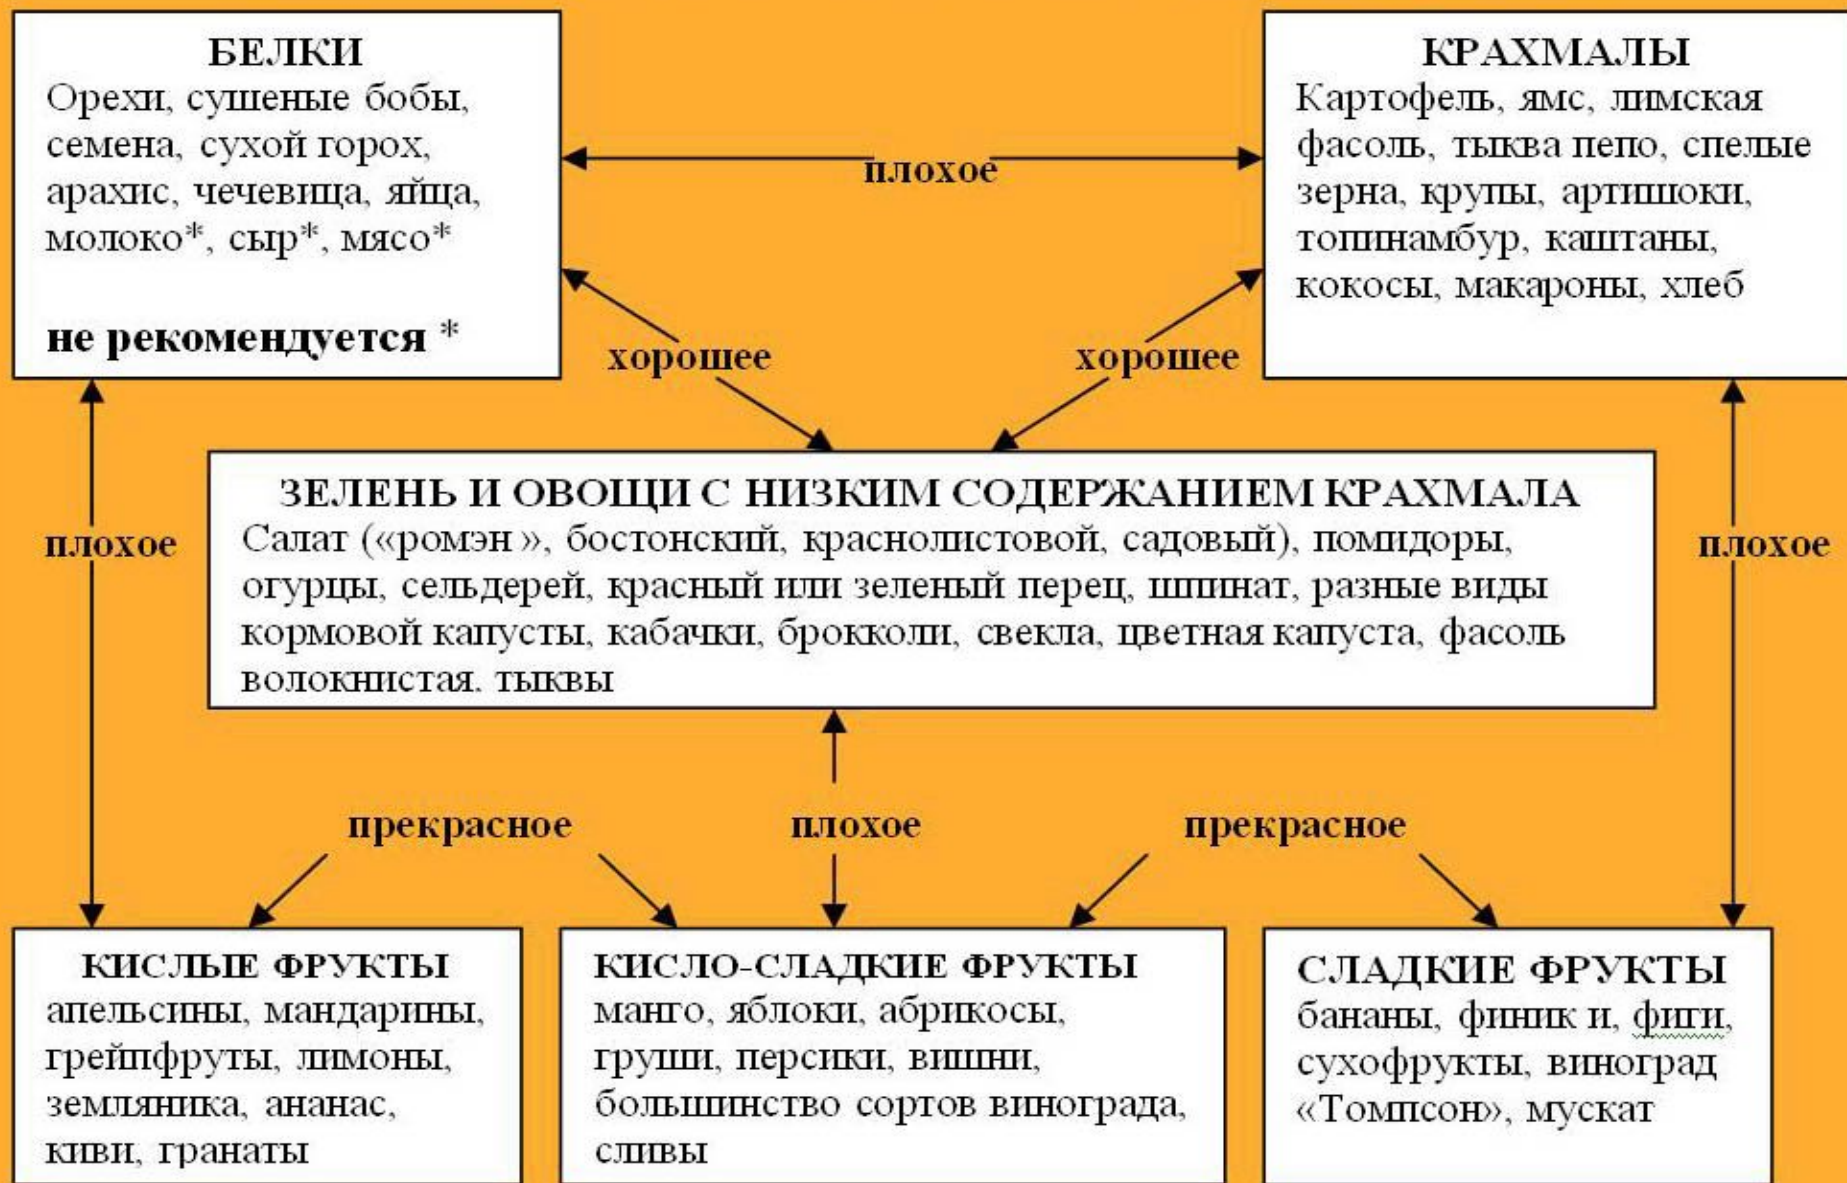 БЕЛКИ
Орехи, сушеные бобы,
семена, сухой горох,
арахис, чечевица, яйца,
молоко*, сыр*, мясо*
не рекомендуется *
КРАХМАЛЫ
Картофель, ямс, лимская
фасоль, тыква пепо, спелые
зерна, крупы, артишоки,
топинамбур, каштаны,
кокосы, макароны, хлеб
плохое
хорошее
хорошее
ЗЕЛЕНЬ И ОВОЩИ С НИЗКИМ СОДЕРЖАНИЕМ КРАХМАЛА
Салат («ромэн », бостонский, краснолистовой, садовый), помидоры,
огурцы, сельдерей, красный или зеленый перец, шпинат, разные виды
кормовой капусты, кабачки, брокколи, свекла, цветная капуста, фасоль
волокнистая. тыквы
плохое
плохое
прекрасное
плохое
прекрасное
КИСЛЫЕ ФРУКТЫ
апельсины, мандарины,
грейпфруты, лимоны,
земляника, ананас,
киви, гранаты
КИСЛО-СЛАДКИЕ ФРУКТЫ
манго, яблоки, абрикосы,
груши, персики, вишни,
большинство сортов винограда,
сливы
СЛАДКИЕ ФРУКТЫ
бананы, финик и, фиги,
сухофрукты, виноград
«Томпсон», мускат